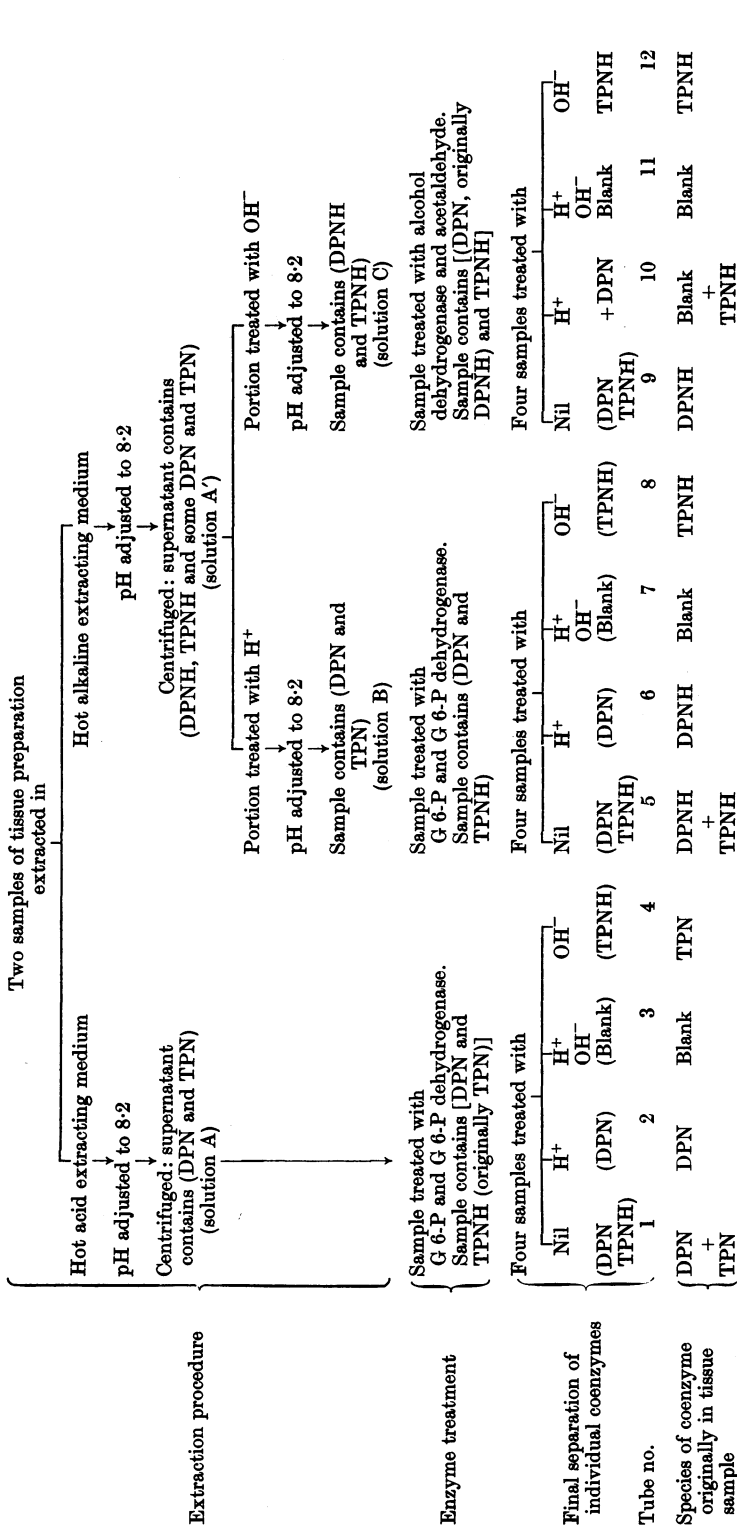 Two samples of tissue preparation
extracted in
Hot acid extracting medium
pH adjusted to 8·2
Centrifuged: supernatant
contains (DPN and TPN)
(solution A)
Hot alkaline extracting medium
pH adjusted to 8·2
Centrifuged: supernatant contains
(DPNH, TPNH and some DPN and TPN)
(solution A′)
Portion treated with H+
pH adjusted to 8·2
Sample contains (DPN and
TPN)
(solution B)
Portion treated with OH−
pH adjusted to 8·2
Sample contains (DPNH
and TPNH)
(solution C)
Extraction procedure
Enzyme treatment
Sample treated with
G 6-P and G 6-P dehydrogenase.
Sample contains [DPN and
TPNH (originally TPN)]
Sample treated with
G 6-P and G 6-P dehydrogenase.
Sample contains (DPN and
TPNH)
Sample treated with alcohol
dehydrogenase and acetaldehyde.
Sample contains [(DPN, originally
DPNH) and TPNH]
Final separation of
individual coenzymes
Four samples treated with
Nil H+ H+ OH−
OH−
(DPN (DPN) (Blank) (TPNH)
TPNH)
Four samples treated with
Nil H+ H+ OH−
OH−
(DPN (DPN) (Blank) (TPNH)
TPNH)
Four samples treated with
Nil H+ H+ OH−
OH−
(DPN +DPN Blank TPNH
TPNH)
Tube no. 1 2 3 4 5 6 7 8 9 10 11 12
Species of coenzyme
originally in tissue
sample
DPN DPN Blank TPN DPNH DPNH Blank TPNH DPNH Blank Blank TPNH
+ + +
TPN TPNH TPNH